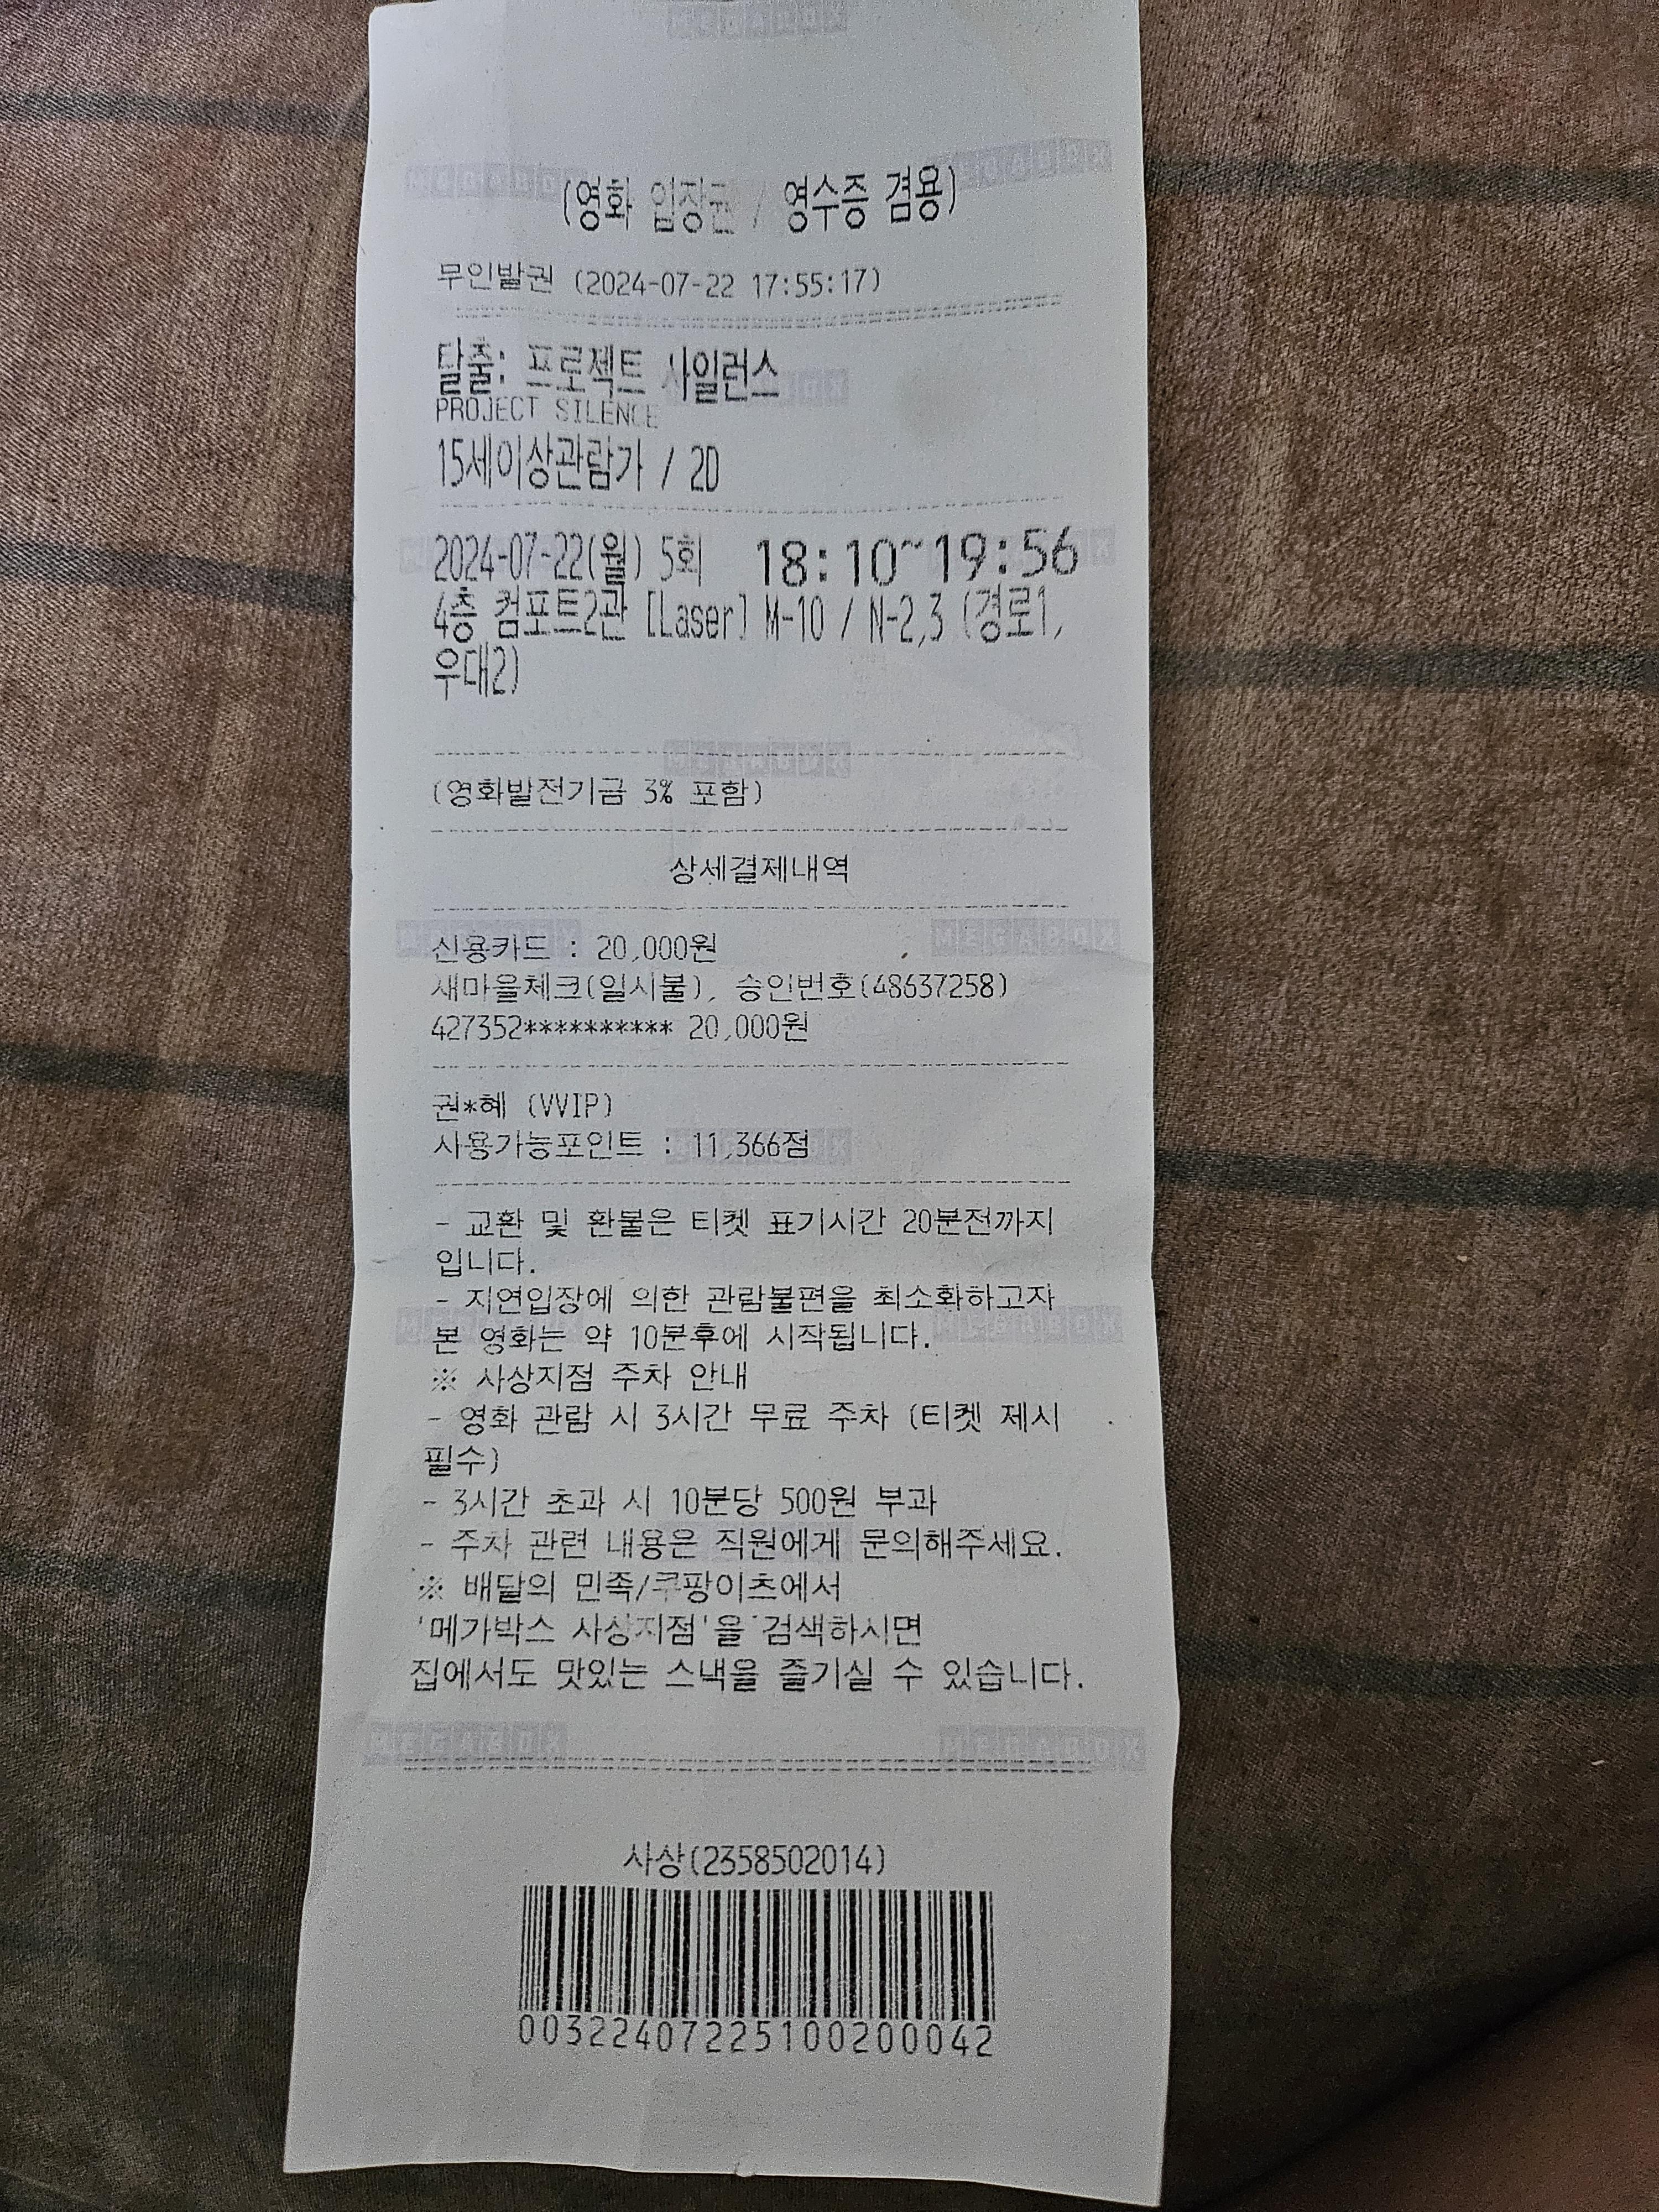 (영화 입장권 / 영수증 겸용)
무인발권 (2024-07-22 17:55:17)
탈출: 프로젝트 사일런스
PROJECT SILENCE
15세이상관람가 / 2D
2024-07-22(월) 5회 18:10~19:56
4층 컴포트2관 [Laser] M-10 / N-2,3 (경로1,
우대2)
(영화발전기금 3% 포함)
상세결제내역
신용카드 : 20,000원
새마을체크(일시불), 승인번호(48637258)
427352********** 20,000원
권*혜 (VVIP)
사용가능포인트 : 11,366점
- 교환 및 환불은 티켓 표기시간 20분전까지
입니다.
- 지연입장에 의한 관람불편을 최소화하고자
본 영화는 약 10분후에 시작됩니다.
※ 사상지점 주차 안내
- 영화 관람 시 3시간 무료 주차 (티켓 제시
필수)
- 3시간 초과 시 10분당 500원 부과
- 주차 관련 내용은 직원에게 문의해주세요.
※ 배달의 민족/쿠팡이츠에서
'메가박스 사상지점'을 검색하시면
집에서도 맛있는 스낵을 즐기실 수 있습니다.
사상(2358502014)
00322407225100200042